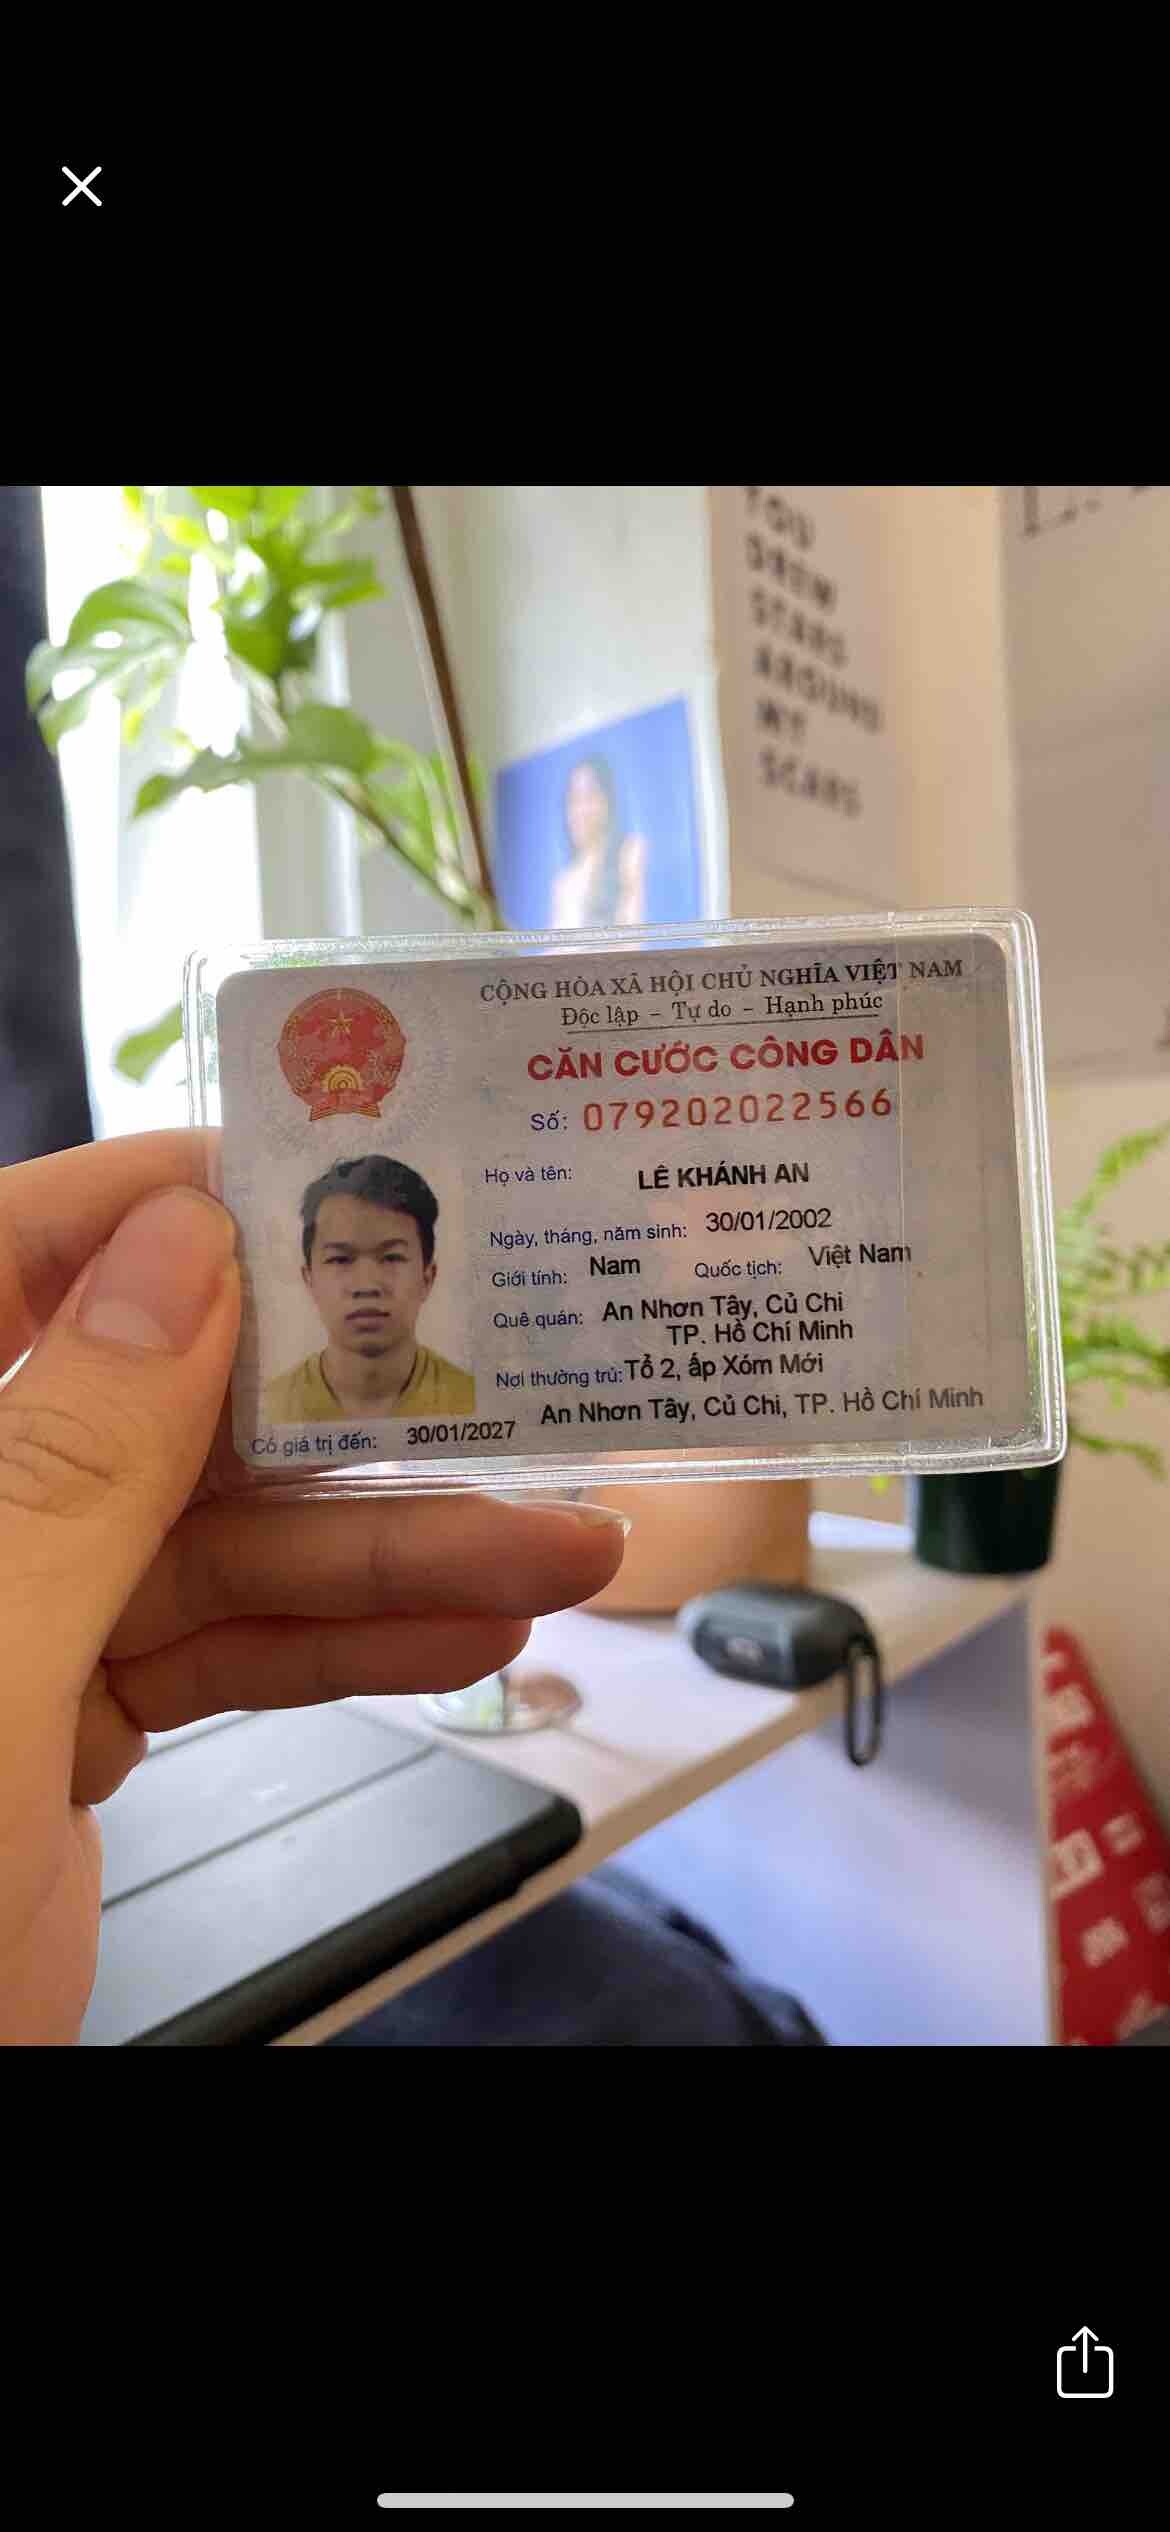 YOU
DREW
STARS
AROUND
MY
SCARS
CỘNG HÒA XÃ HỘI CHỦ NGHĨA VIỆT NAM
Độc lập – Tự do – Hạnh phúc
CĂN CƯỚC CÔNG DÂN
Số: 079202022566
Họ và tên: LÊ KHÁNH AN
Ngày, tháng, năm sinh: 30/01/2002
Giới tính: Nam Quốc tịch: Việt Nam
Quê quán: An Nhơn Tây, Củ Chi
TP. Hồ Chí Minh
Nơi thường trú: Tổ 2, ấp Xóm Mới
An Nhơn Tây, Củ Chi, TP. Hồ Chí Minh
Có giá trị đến: 30/01/2027